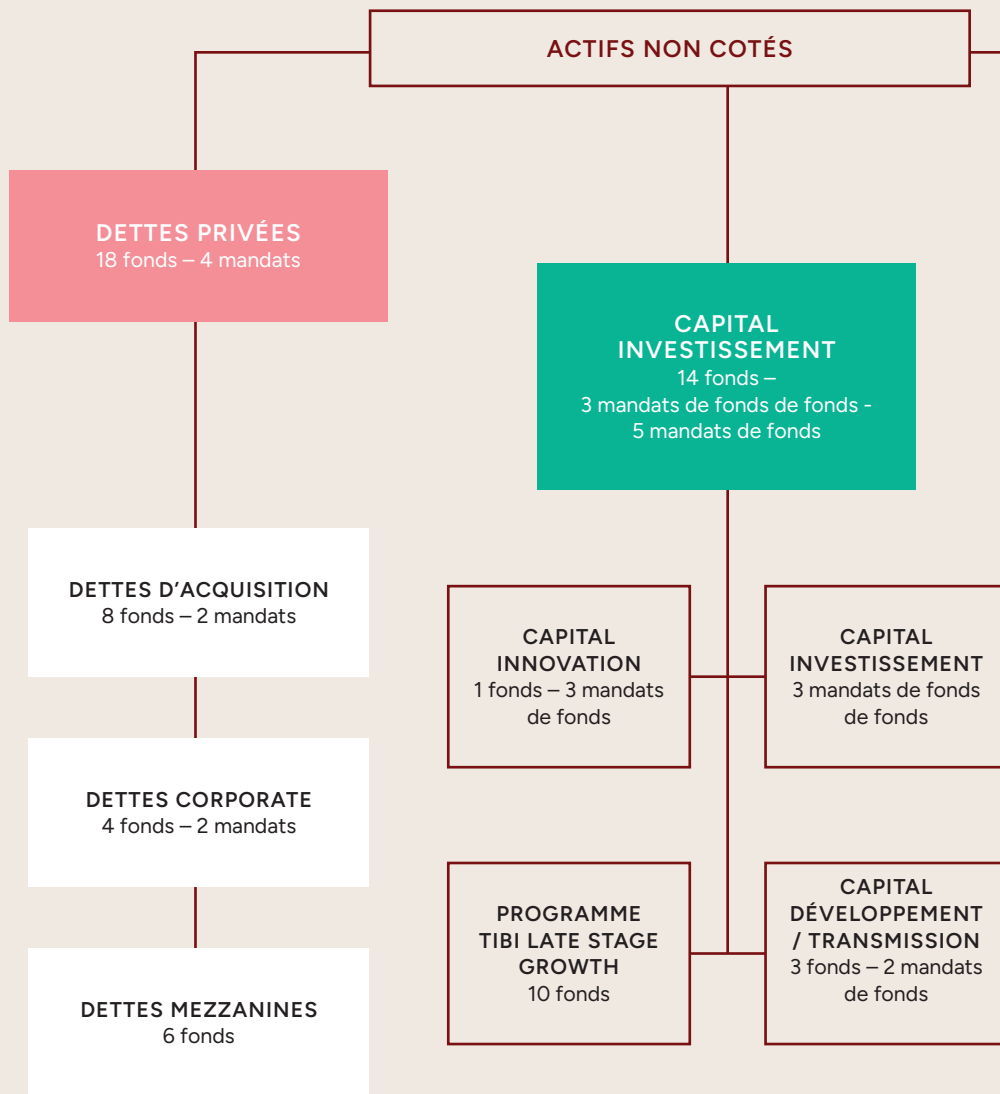 ACTIFS NON COTÉS
DETTES PRIVÉES
18 fonds – 4 mandats
CAPITAL
INVESTISSEMENT
14 fonds –
3 mandats de fonds de fonds -
5 mandats de fonds
DETTES D’ACQUISITION
8 fonds – 2 mandats
DETTES CORPORATE
4 fonds – 2 mandats
DETTES MEZZANINES
6 fonds
CAPITAL
INNOVATION
1 fonds – 3 mandats
de fonds
CAPITAL
INVESTISSEMENT
3 mandats de fonds
de fonds
PROGRAMME
TIBI LATE STAGE
GROWTH
10 fonds
CAPITAL
DÉVELOPPEMENT
/ TRANSMISSION
3 fonds – 2 mandats
de fonds